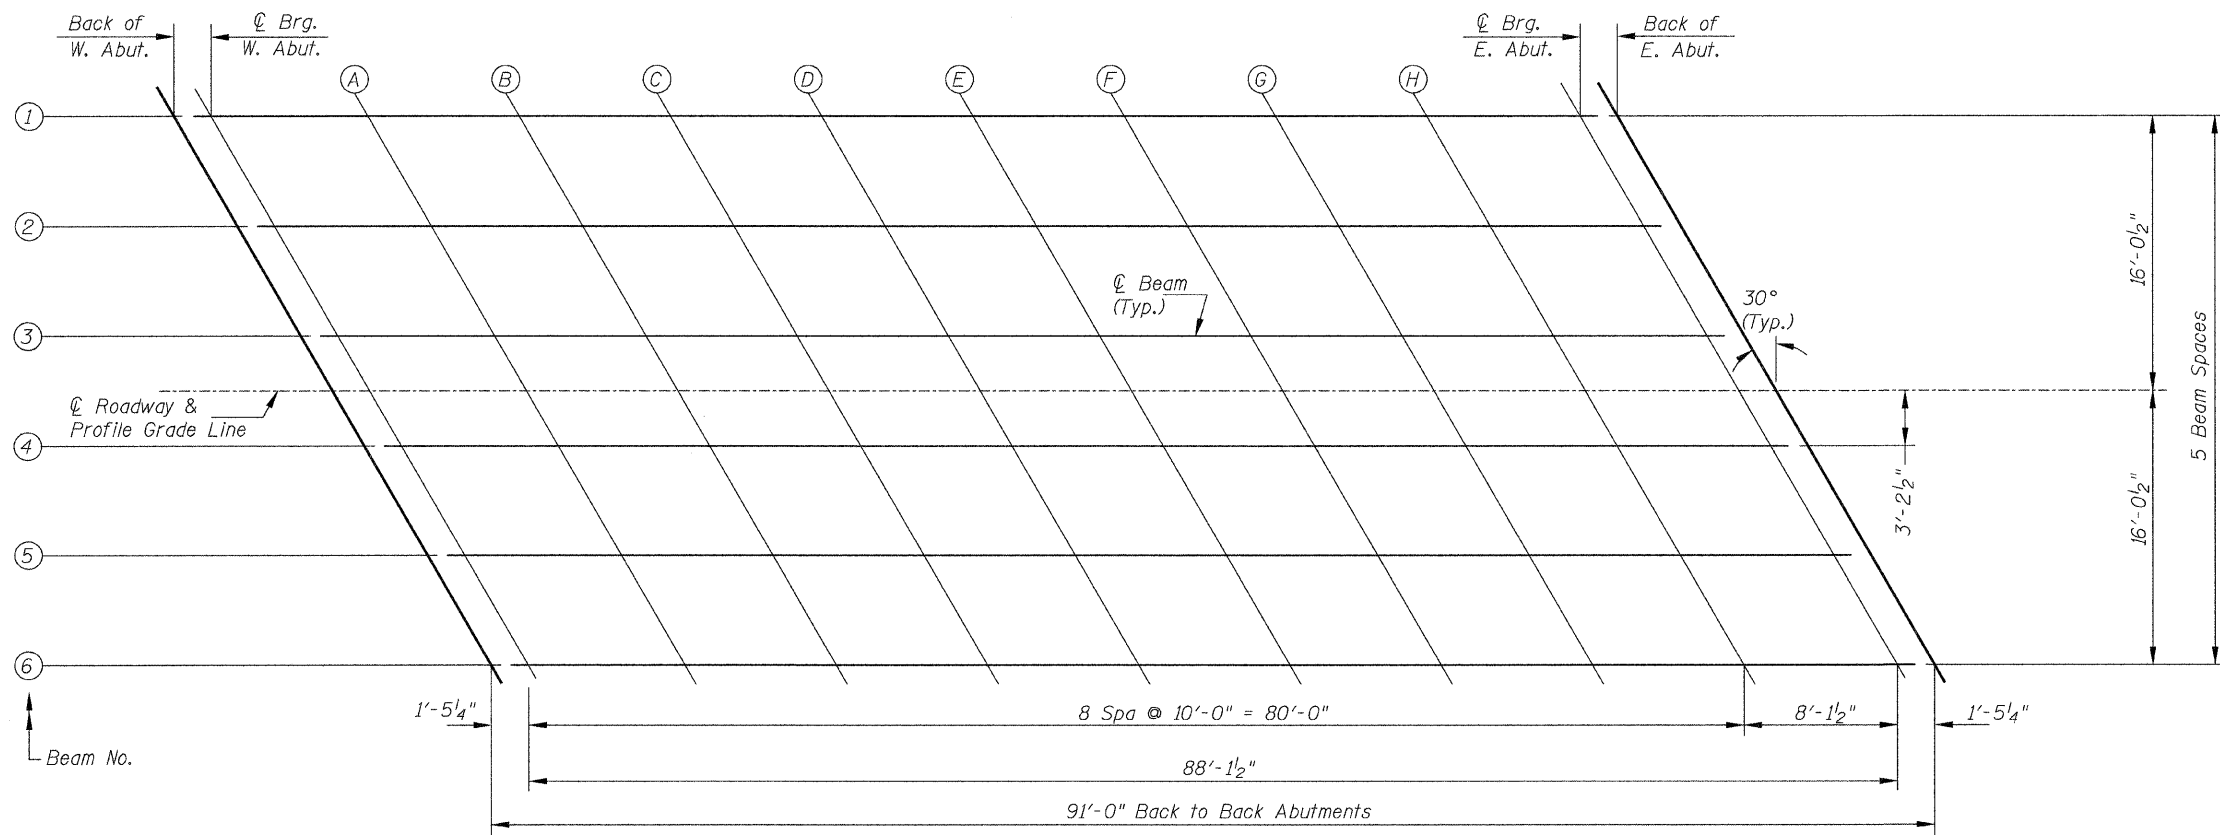 Back of
W. Abut.
℄ Brg.
W. Abut.
℄ Brg.
E. Abut.
Back of
E. Abut.
A B C D E F G H
1
2
3
4
5
6
℄ Beam
(Typ.)
30°
(Typ.)
℄ Roadway &
Profile Grade Line
16'-0½"
16'-0½"
3'-2½"
5 Beam Spaces
1'-5¼"
8 Spa @ 10'-0" = 80'-0"
8'-1½"
1'-5¼"
Beam No.
88'-1½"
91'-0" Back to Back Abutments